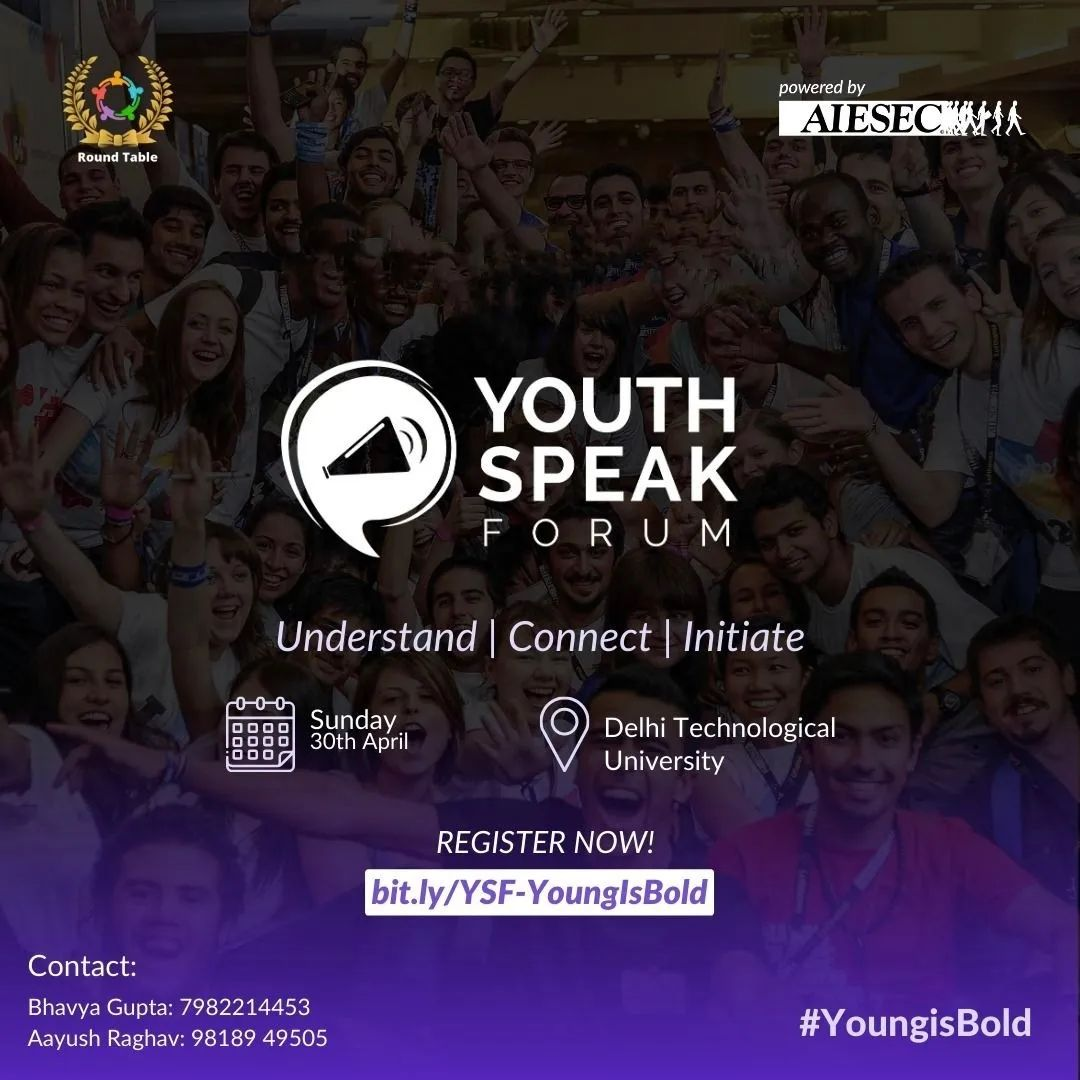 Round Table
powered by
AIESEC
YOUTH
SPEAK
FORUM
Understand | Connect | Initiate
Sunday
30th April
Delhi Technological
University
REGISTER NOW!
bit.ly/YSF-YoungIsBold
Contact:
Bhavya Gupta: 7982214453
Aayush Raghav: 98189 49505
#YoungisBold